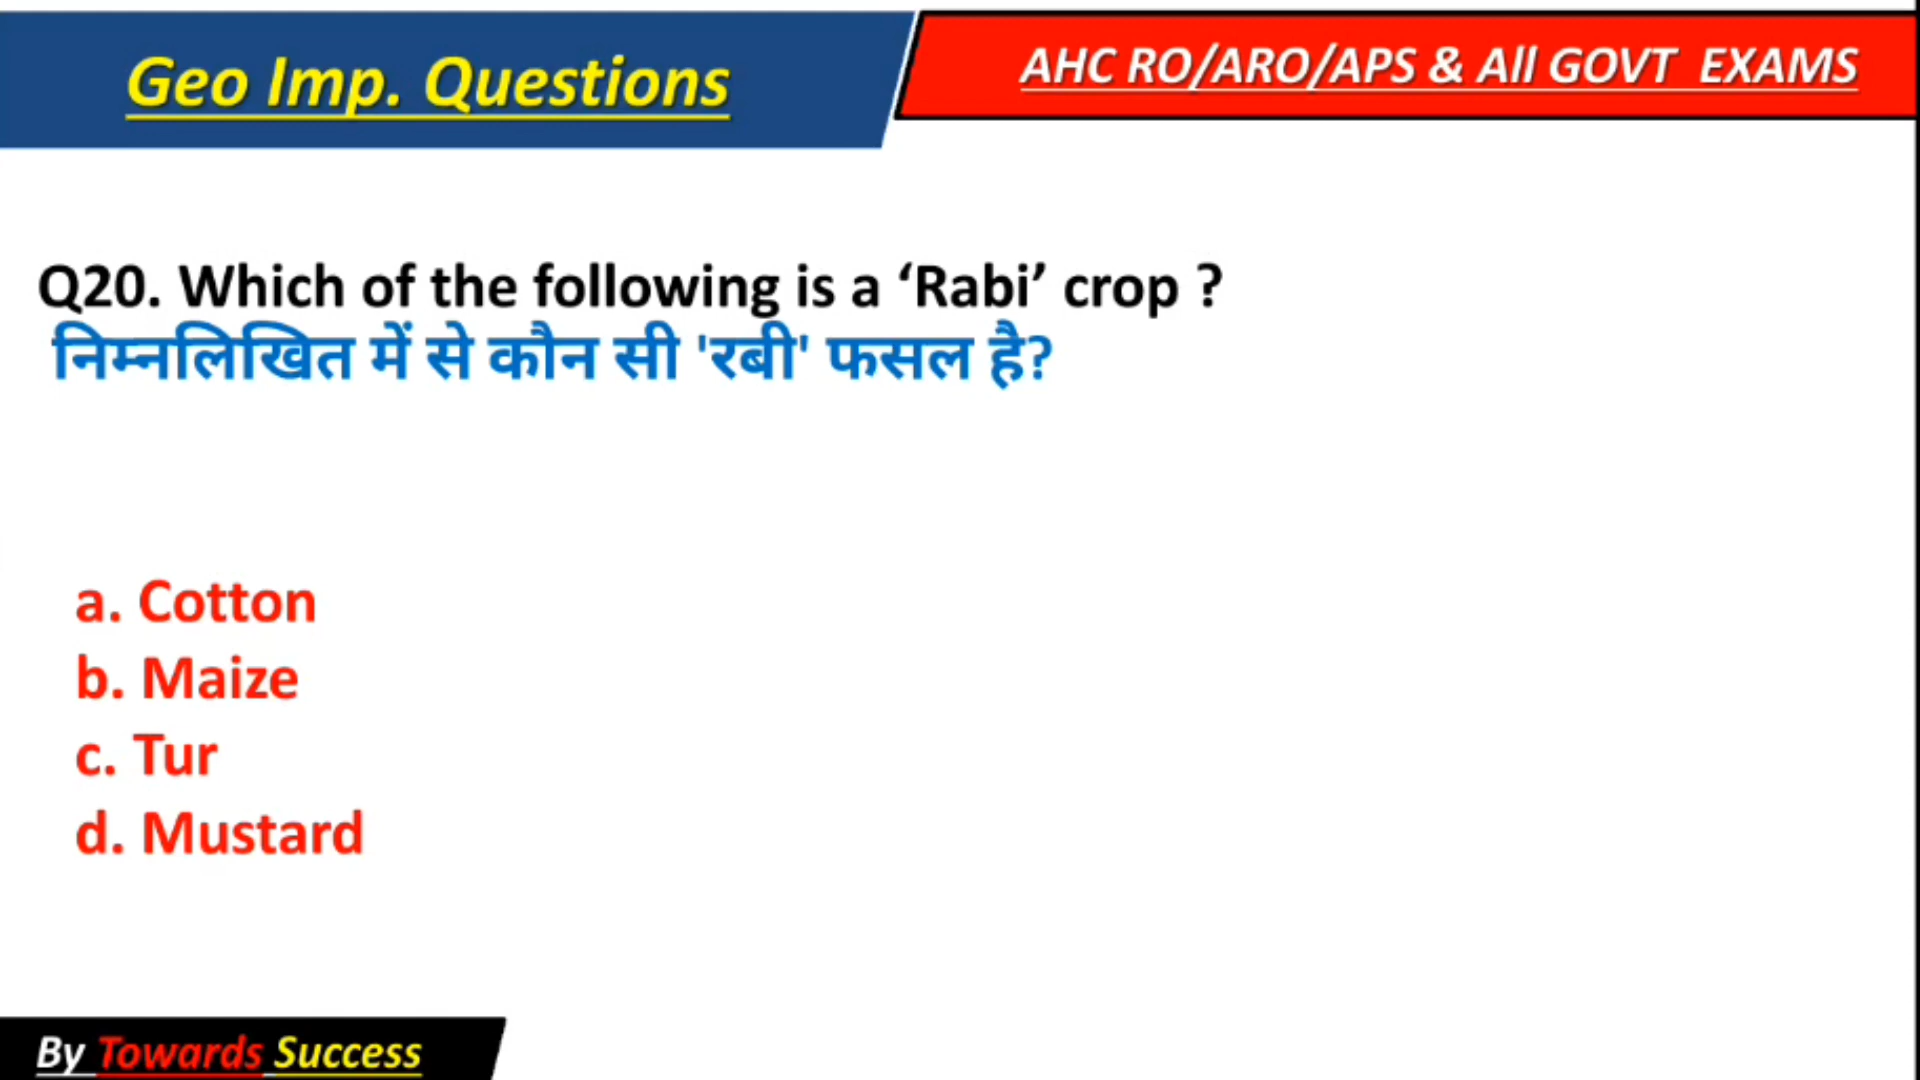 Geo Imp. Questions
AHC RO/ARO/APS & All GOVT EXAMS
Q20. Which of the following is a ‘Rabi’ crop ?
निम्नलिखित में से कौन सी 'रबी' फसल है?
a. Cotton
b. Maize
c. Tur
d. Mustard
By Towards Success